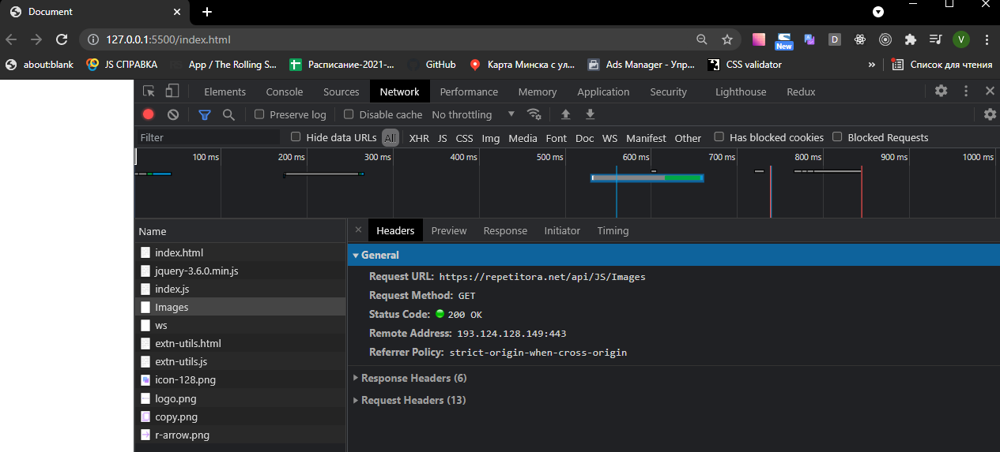 Document
127.0.0.1:5500/index.html
New
D
V
about:blank JS СПРАВКА App / The Rolling S... Расписание-2021-... GitHub Карта Минска с ул... Ads Manager - Упр... CSS validator » Список для чтения
Elements Console Sources Network Performance Memory Application Security Lighthouse Redux
Preserve log Disable cache No throttling
Filter Hide data URLs All XHR JS CSS Img Media Font Doc WS Manifest Other Has blocked cookies Blocked Requests
100 ms 200 ms 300 ms 400 ms 500 ms 600 ms 700 ms 800 ms 900 ms 1000 ms
Name
index.html
jquery-3.6.0.min.js
index.js
Images
ws
extn-utils.html
extn-utils.js
icon-128.png
logo.png
copy.png
r-arrow.png
Headers Preview Response Initiator Timing
General
Request URL: https://repetitora.net/api/JS/Images
Request Method: GET
Status Code: 200 OK
Remote Address: 193.124.128.149:443
Referrer Policy: strict-origin-when-cross-origin
Response Headers (6)
Request Headers (13)